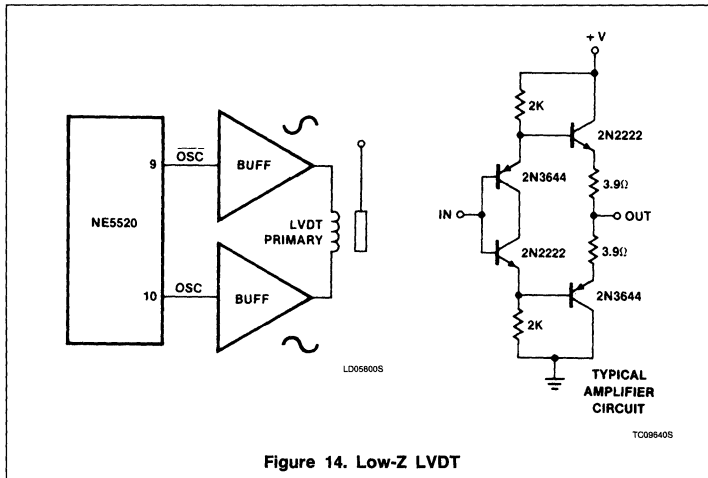 NE5520
9
OSC
BUFF
LVDT
PRIMARY
10
OSC
BUFF
LD05800S
+ V
2K
2N2222
2N3644
3.9Ω
IN
OUT
2N2222
3.9Ω
2N3644
2K
TYPICAL
AMPLIFIER
CIRCUIT
TC09640S
Figure 14. Low-Z LVDT